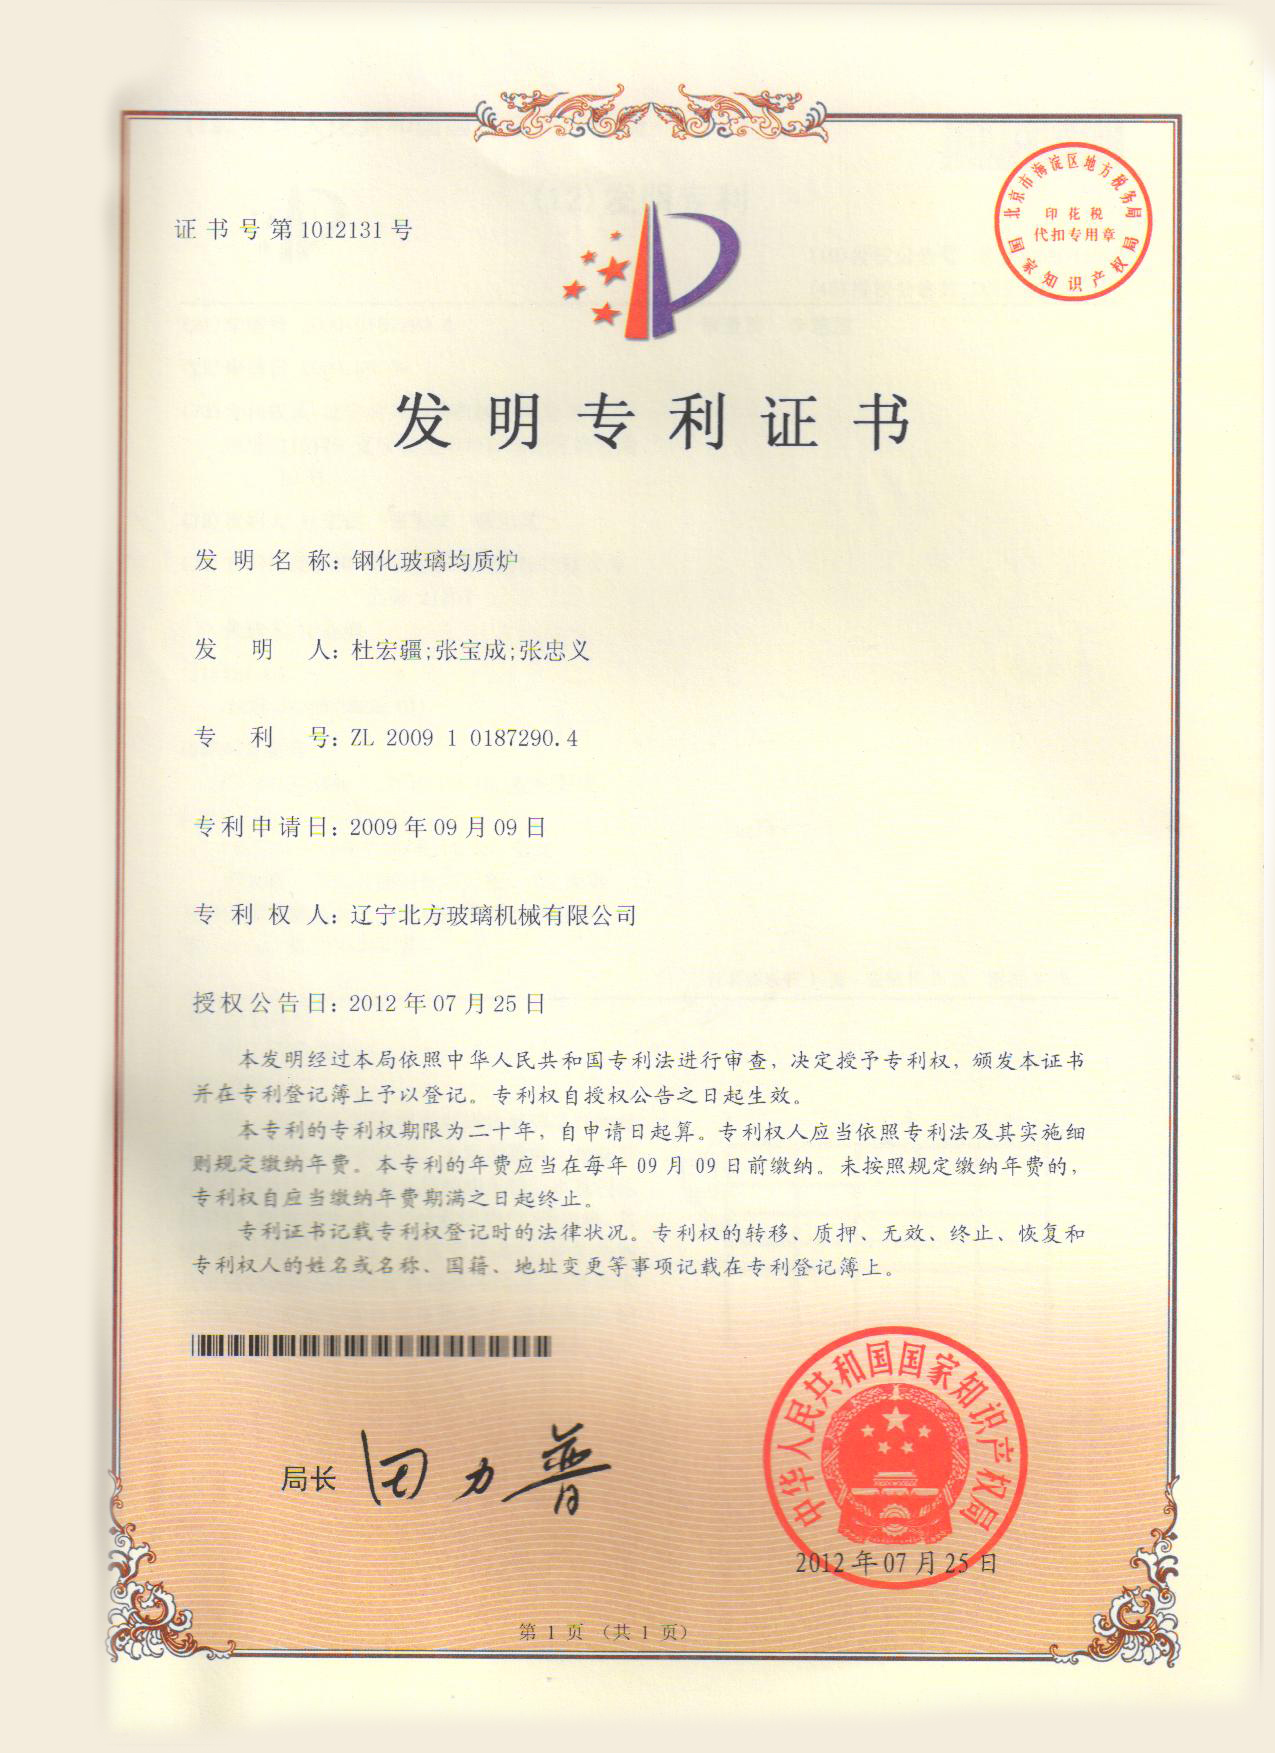 证书号第1012131号
北京市海淀区地方税务局
印花税
代扣专用章
国家知识产权局
发明专利证书
发明名称：钢化玻璃均质炉
发明人：杜宏疆;张宝成;张忠义
专利号：ZL 2009 1 0187290.4
专利申请日：2009年09月09日
专利权人：辽宁北方玻璃机械有限公司
授权公告日：2012年07月25日
本发明经过本局依照中华人民共和国专利法进行审查，决定授予专利权，颁发本证书
并在专利登记簿上予以登记。专利权自授权公告之日起生效。
本专利的专利权期限为二十年，自申请日起算。专利权人应当依照专利法及其实施细
则规定缴纳年费。本专利的年费应当在每年09月09日前缴纳。未按照规定缴纳年费的，
专利权自应当缴纳年费期满之日起终止。
专利证书记载专利权登记时的法律状况。专利权的转移、质押、无效、终止、恢复和
专利权人的姓名或名称、国籍、地址变更等事项记载在专利登记簿上。
局长 田力普
中华人民共和国国家知识产权局
2012年07月25日
第 1 页 （共 1 页）